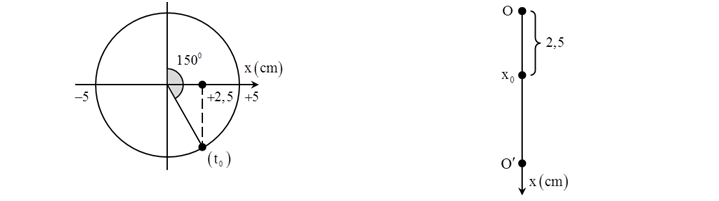 150⁰
x(cm)
−5
+2,5
+5
(t₀)
O
2,5
x₀
O'
x(cm)